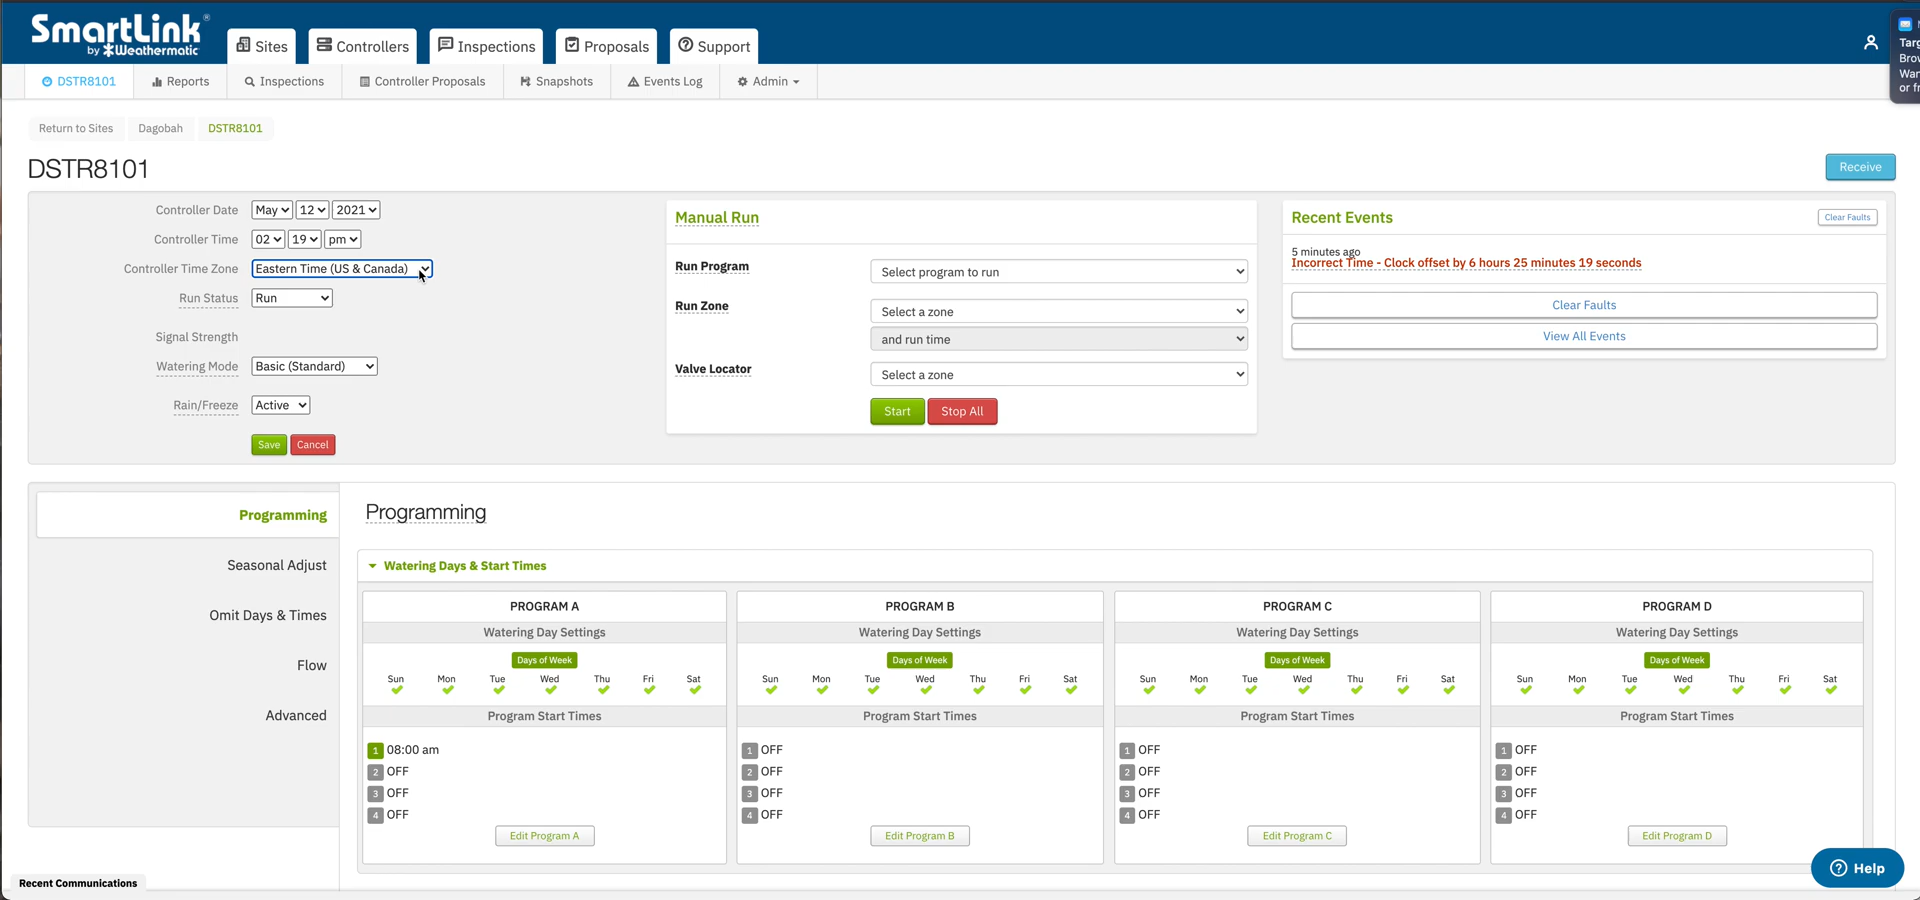 SmartLink®
by Weathermatic
Sites
Controllers
Inspections
Proposals
Support
DSTR8101
Reports
Inspections
Controller Proposals
Snapshots
Events Log
Admin
Return to Sites
Dagobah
DSTR8101
DSTR8101
Receive
Controller Date
May
12
2021
Controller Time
02
19
pm
Controller Time Zone
Eastern Time (US & Canada)
Run Status
Run
Signal Strength
Watering Mode
Basic (Standard)
Rain/Freeze
Active
Save
Cancel
Manual Run
Run Program
Select program to run
Run Zone
Select a zone
and run time
Valve Locator
Select a zone
Start
Stop All
Recent Events
Clear Faults
5 minutes ago
Incorrect Time - Clock offset by 6 hours 25 minutes 19 seconds
Clear Faults
View All Events
Programming
Seasonal Adjust
Omit Days & Times
Flow
Advanced
Programming
Watering Days & Start Times
PROGRAM A
Watering Day Settings
Days of Week
Sun Mon Tue Wed Thu Fri Sat
Program Start Times
1 08:00 am
2 OFF
3 OFF
4 OFF
Edit Program A
PROGRAM B
Watering Day Settings
Days of Week
Sun Mon Tue Wed Thu Fri Sat
Program Start Times
1 OFF
2 OFF
3 OFF
4 OFF
Edit Program B
PROGRAM C
Watering Day Settings
Days of Week
Sun Mon Tue Wed Thu Fri Sat
Program Start Times
1 OFF
2 OFF
3 OFF
4 OFF
Edit Program C
PROGRAM D
Watering Day Settings
Days of Week
Sun Mon Tue Wed Thu Fri Sat
Program Start Times
1 OFF
2 OFF
3 OFF
4 OFF
Edit Program D
Help
Recent Communications